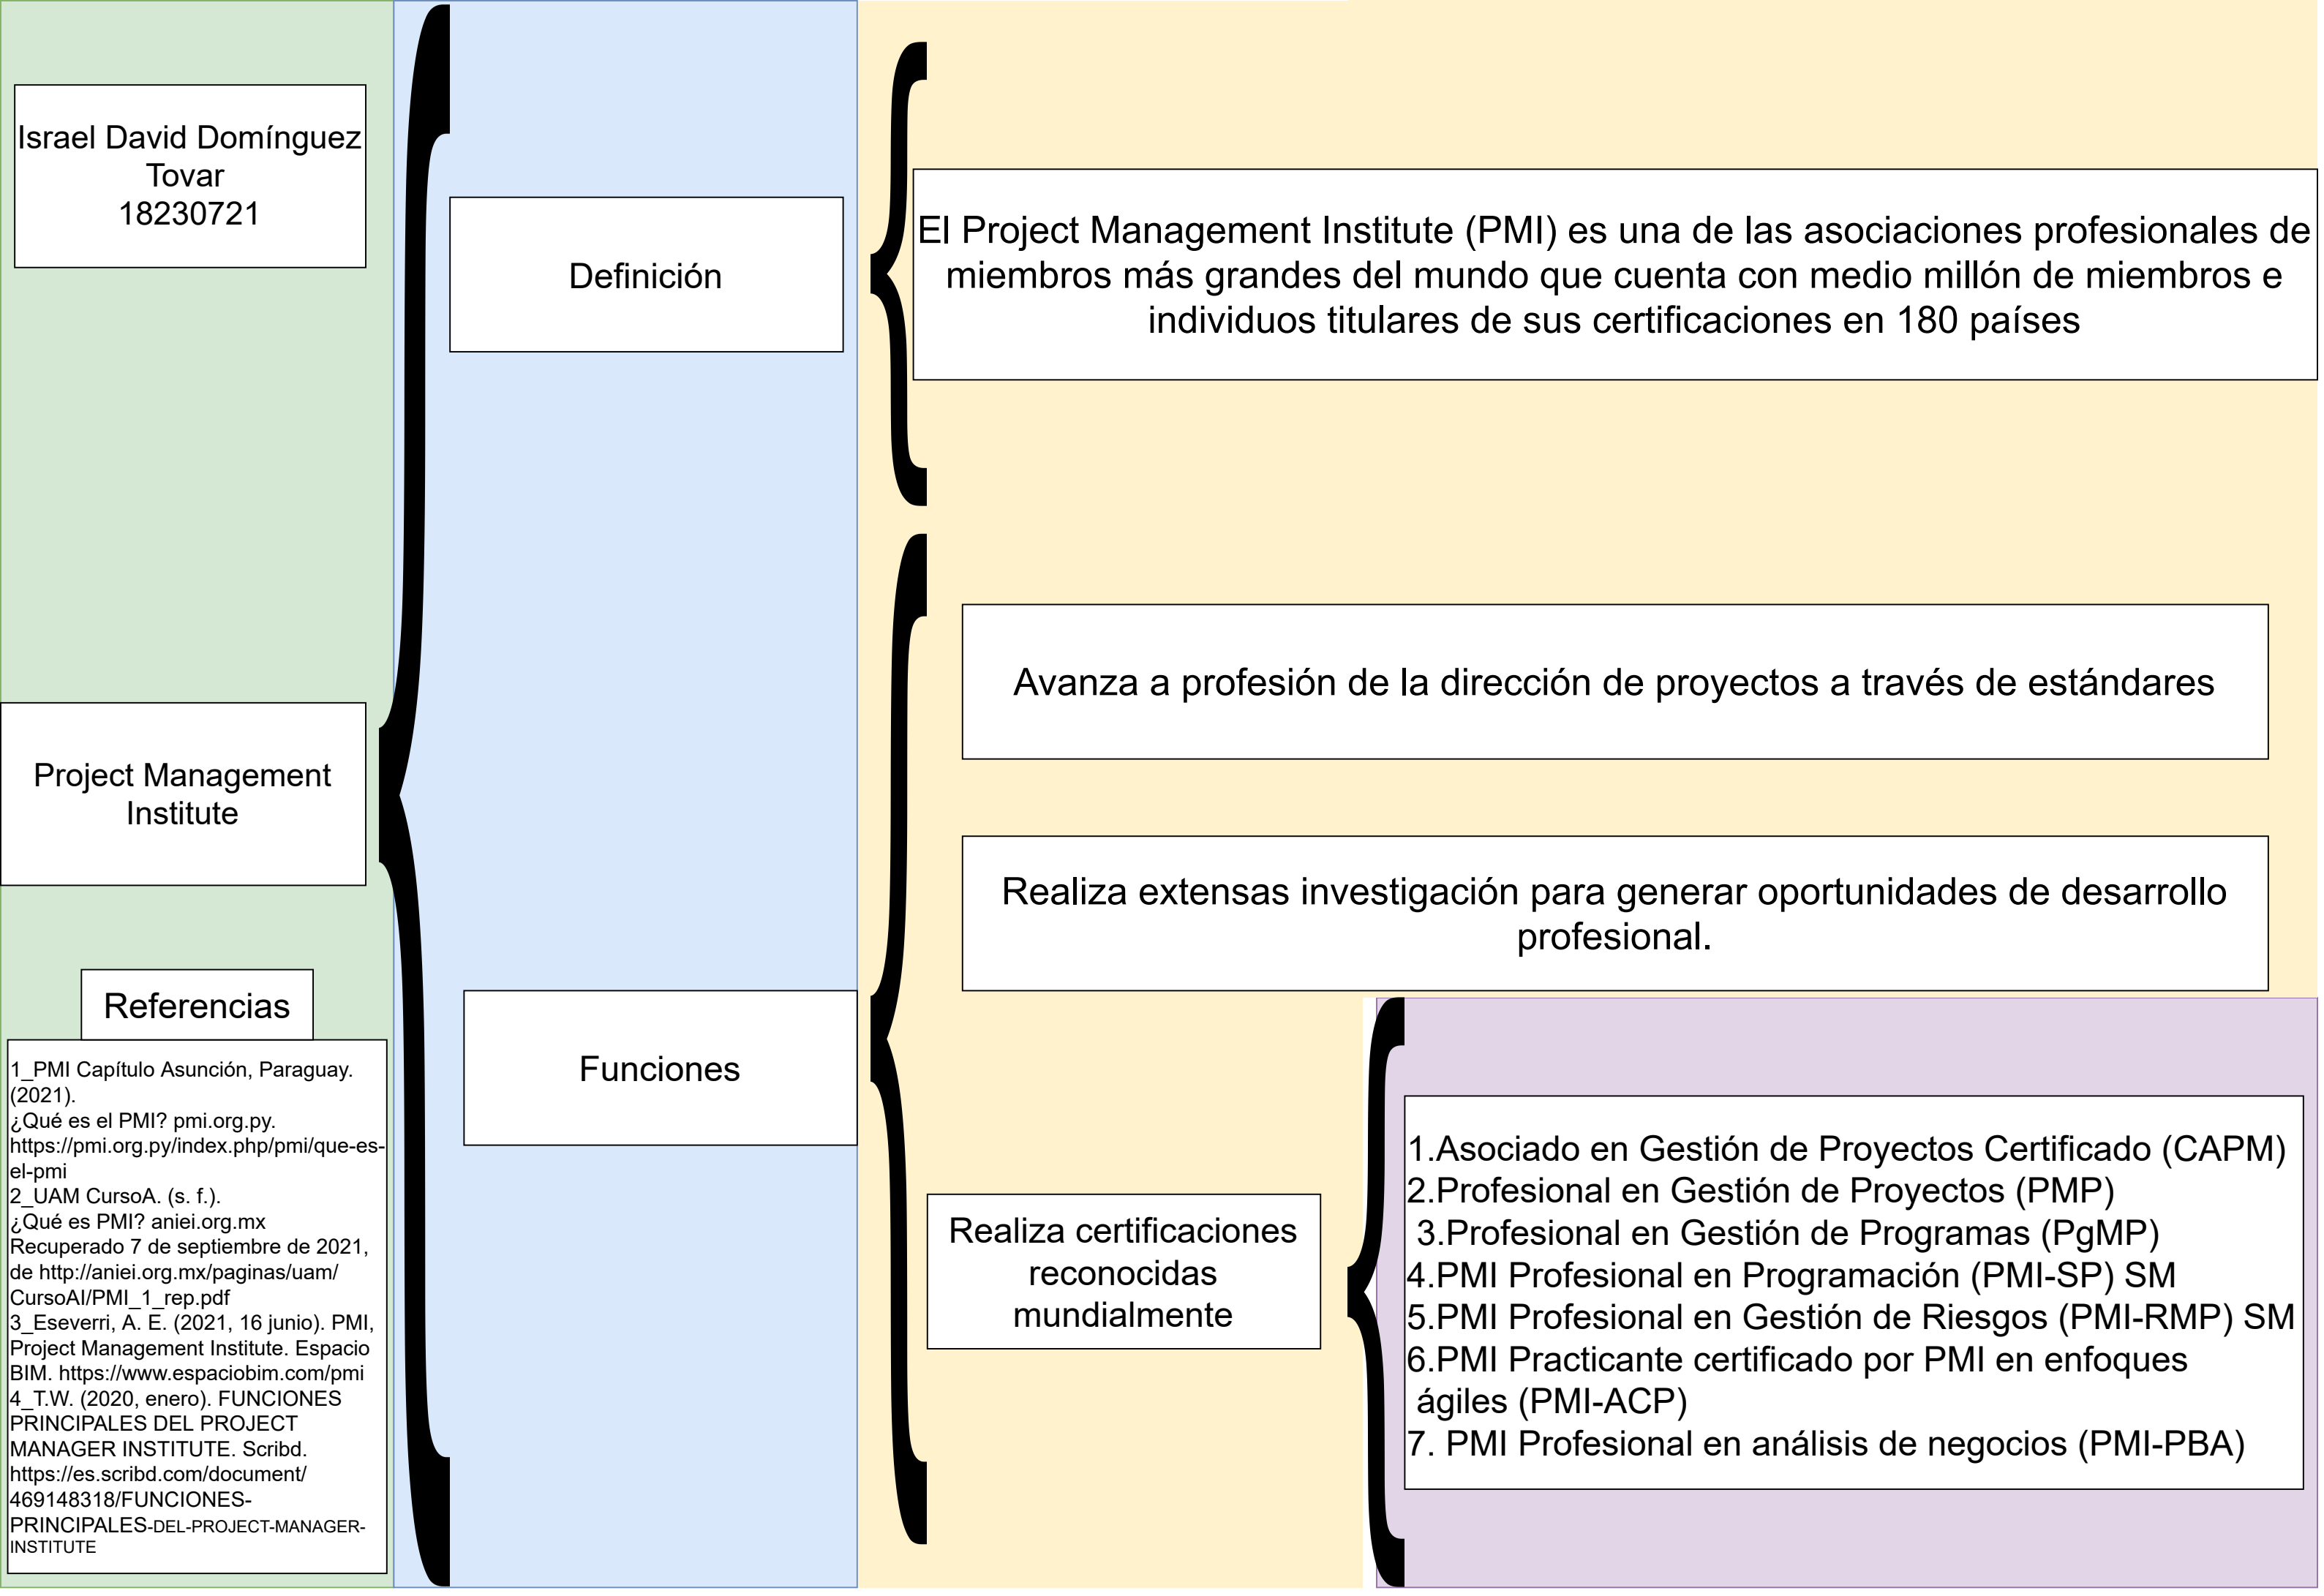 Israel David Domínguez
Tovar
18230721
Project Management
Institute
Referencias
1_PMI Capítulo Asunción, Paraguay.
(2021).
¿Qué es el PMI? pmi.org.py.
https://pmi.org.py/index.php/pmi/que-es-
el-pmi
2_UAM CursoA. (s. f.).
¿Qué es PMI? aniei.org.mx
Recuperado 7 de septiembre de 2021,
de http://aniei.org.mx/paginas/uam/
CursoAI/PMI_1_rep.pdf
3_Eseverri, A. E. (2021, 16 junio). PMI,
Project Management Institute. Espacio
BIM. https://www.espaciobim.com/pmi
4_T.W. (2020, enero). FUNCIONES
PRINCIPALES DEL PROJECT
MANAGER INSTITUTE. Scribd.
https://es.scribd.com/document/
469148318/FUNCIONES-
PRINCIPALES-DEL-PROJECT-MANAGER-
INSTITUTE
Definición
El Project Management Institute (PMI) es una de las asociaciones profesionales de
miembros más grandes del mundo que cuenta con medio millón de miembros e
individuos titulares de sus certificaciones en 180 países
Funciones
Avanza a profesión de la dirección de proyectos a través de estándares
Realiza extensas investigación para generar oportunidades de desarrollo
profesional.
Realiza certificaciones
reconocidas
mundialmente
1.Asociado en Gestión de Proyectos Certificado (CAPM)
2.Profesional en Gestión de Proyectos (PMP)
3.Profesional en Gestión de Programas (PgMP)
4.PMI Profesional en Programación (PMI-SP) SM
5.PMI Profesional en Gestión de Riesgos (PMI-RMP) SM
6.PMI Practicante certificado por PMI en enfoques
ágiles (PMI-ACP)
7. PMI Profesional en análisis de negocios (PMI-PBA)